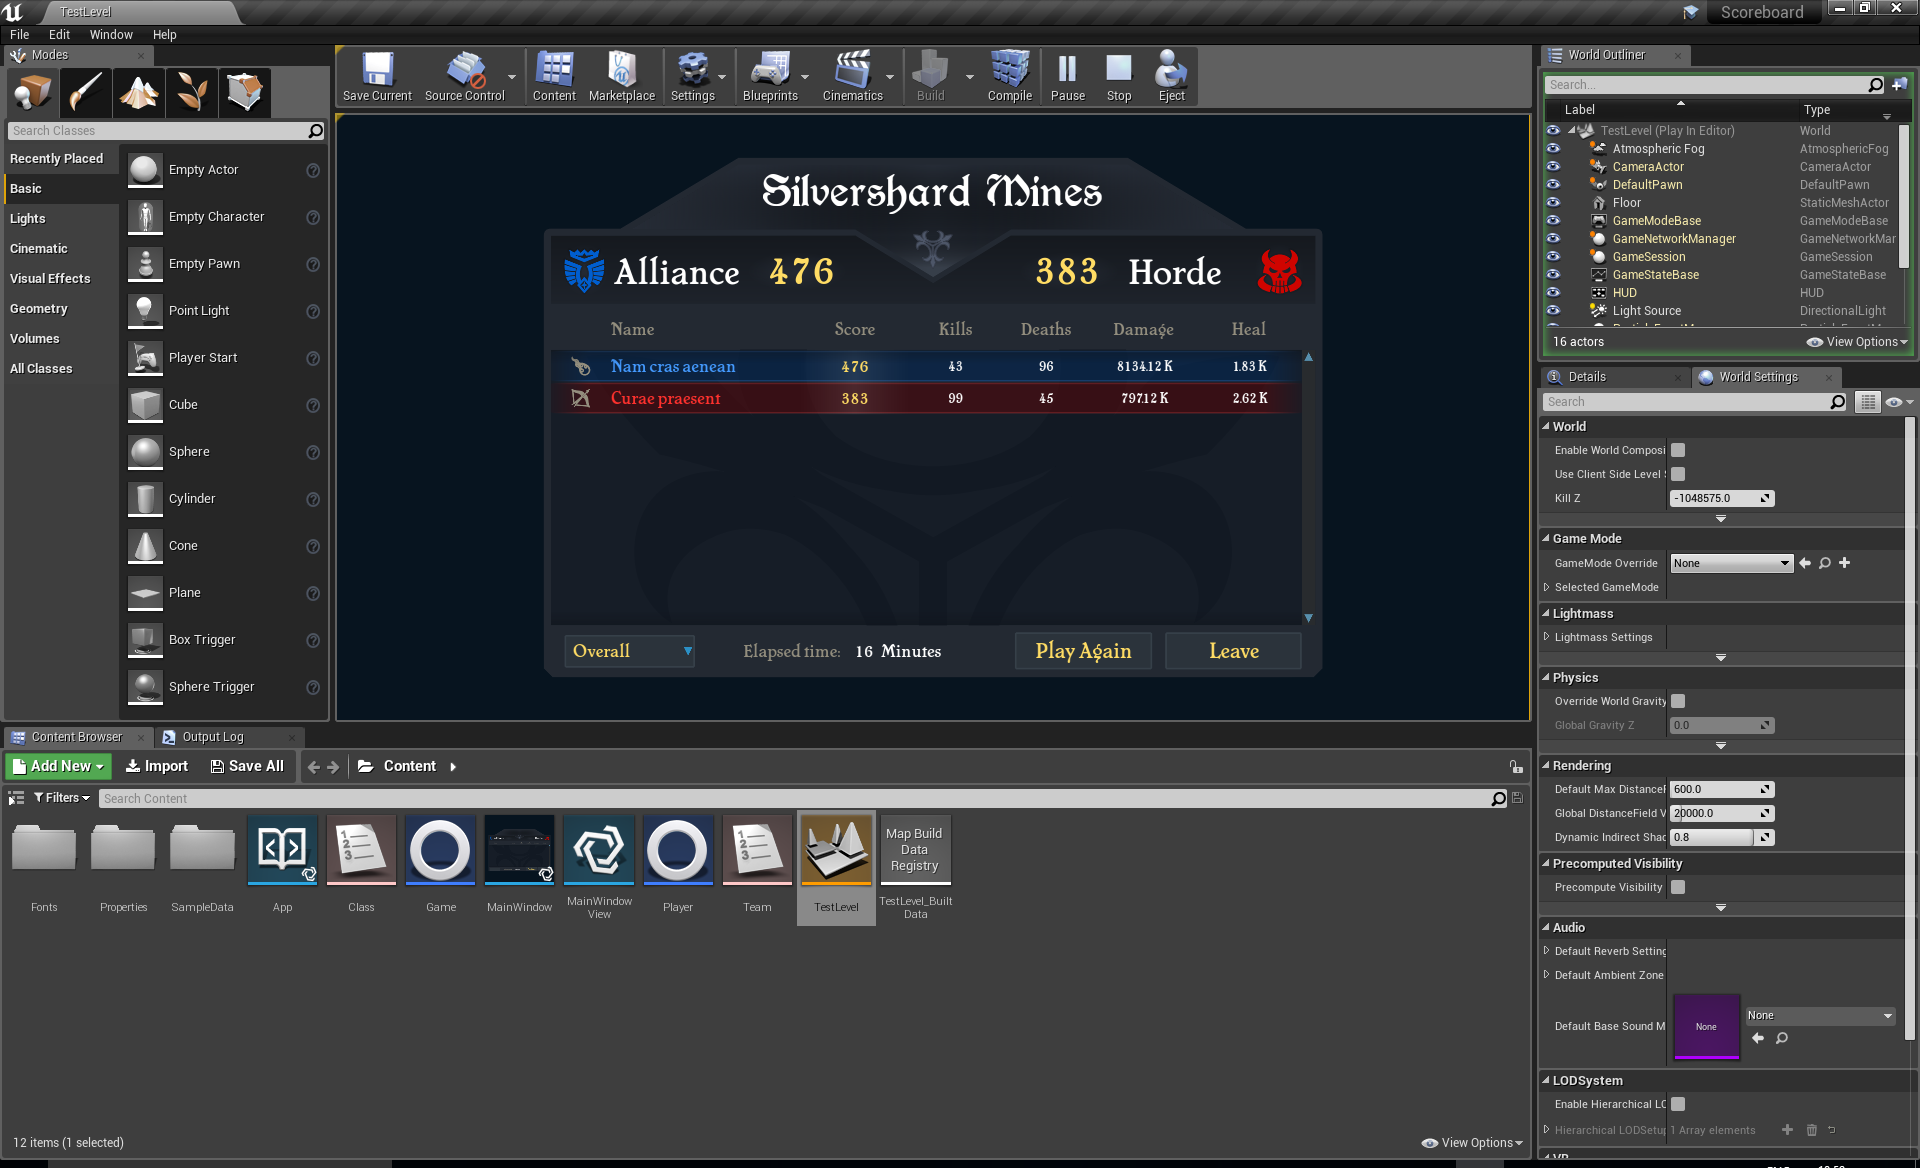 TestLevel
Scoreboard
File Edit Window Help
Modes
Save Current Source Control Content Marketplace Settings Blueprints Cinematics Build Compile Pause Stop Eject
Search Classes
Recently Placed
Basic
Lights
Cinematic
Visual Effects
Geometry
Volumes
All Classes
Empty Actor
Empty Character
Empty Pawn
Point Light
Player Start
Cube
Sphere
Cylinder
Cone
Plane
Box Trigger
Sphere Trigger
Silvershard Mines
Alliance 476 383 Horde
Name Score Kills Deaths Damage Heal
Nam cras aenean 476 43 96 8134.12 K 1.83 K
Curae praesent 383 99 45 797.12 K 2.62 K
Overall Elapsed time: 16 Minutes Play Again Leave
World Outliner
Search...
Label Type
TestLevel (Play In Editor) World
Atmospheric Fog AtmosphericFog
CameraActor CameraActor
DefaultPawn DefaultPawn
Floor StaticMeshActor
GameModeBase GameModeBase
GameNetworkManager GameNetworkMar
GameSession GameSession
GameStateBase GameStateBase
HUD HUD
Light Source DirectionalLight
16 actors View Options
Details World Settings
Search
World
Enable World Composi
Use Client Side Level
Kill Z -1048575.0
Game Mode
GameMode Override None
Selected GameMode
Lightmass
Lightmass Settings
Physics
Override World Gravity
Global Gravity Z 0.0
Rendering
Default Max DistanceF 600.0
Global DistanceField V 20000.0
Dynamic Indirect Shac 0.8
Precomputed Visibility
Precompute Visibility
Audio
Default Reverb Setting
Default Ambient Zone
Default Base Sound M None None
LODSystem
Enable Hierarchical LC
Hierarchical LODSetup 1 Array elements
Content Browser Output Log
Add New Import Save All Content
Filters Search Content
Fonts
Properties
SampleData
App
Class
Game
MainWindow
MainWindow
View
Player
Team
TestLevel
Map Build
Data
Registry
TestLevel_Built
Data
12 items (1 selected) View Options